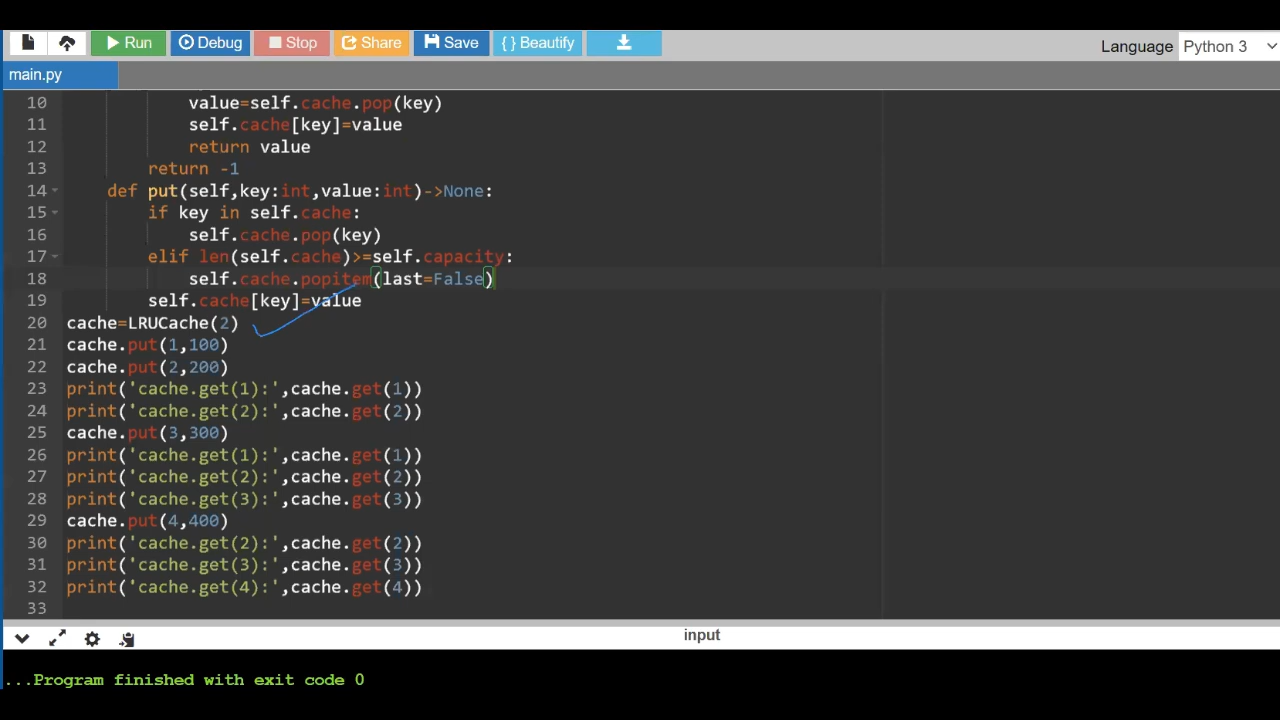 Run Debug Stop Share Save { } Beautify
Language Python 3
main.py
10 value=self.cache.pop(key)
11 self.cache[key]=value
12 return value
13 return -1
14 def put(self,key:int,value:int)->None:
15 if key in self.cache:
16 self.cache.pop(key)
17 elif len(self.cache)>=self.capacity:
18 self.cache.popitem(last=False)
19 self.cache[key]=value
20 cache=LRUCache(2)
21 cache.put(1,100)
22 cache.put(2,200)
23 print('cache.get(1):',cache.get(1))
24 print('cache.get(2):',cache.get(2))
25 cache.put(3,300)
26 print('cache.get(1):',cache.get(1))
27 print('cache.get(2):',cache.get(2))
28 print('cache.get(3):',cache.get(3))
29 cache.put(4,400)
30 print('cache.get(2):',cache.get(2))
31 print('cache.get(3):',cache.get(3))
32 print('cache.get(4):',cache.get(4))
33
input
...Program finished with exit code 0